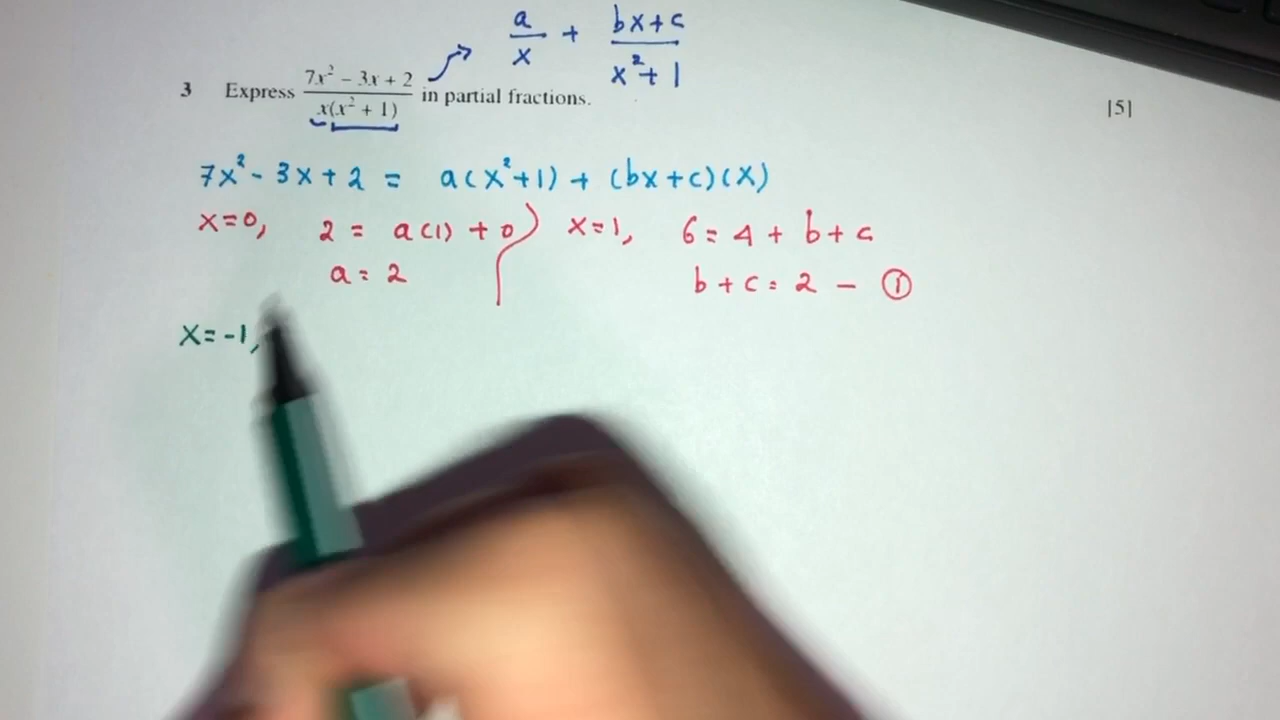 a/x + bx+c/x²+1
3 Express 7x² − 3x + 2 / x(x² + 1) in partial fractions. [5]
7x² - 3x + 2 = a(x²+1) + (bx+c)(x)
x=0, 2 = a(1) + 0 x=1, 6 = 4 + b + c
a = 2 b + c = 2 — ①
x=-1,